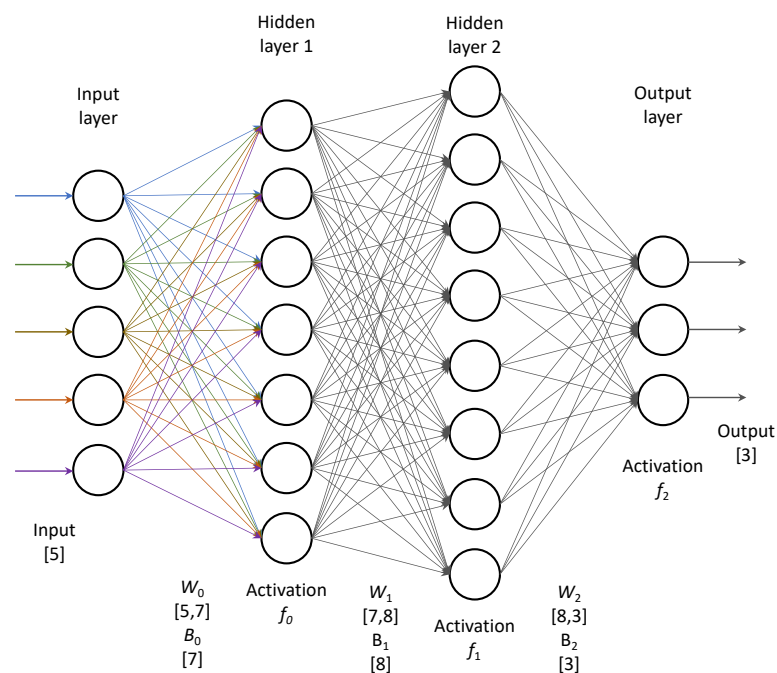 Hidden
layer 1
Hidden
layer 2
Input
layer
Output
layer
Input
[5]
W₀
[5,7]
B₀
[7]
Activation
f₀
W₁
[7,8]
B₁
[8]
Activation
f₁
W₂
[8,3]
B₂
[3]
Activation
f₂
Output
[3]